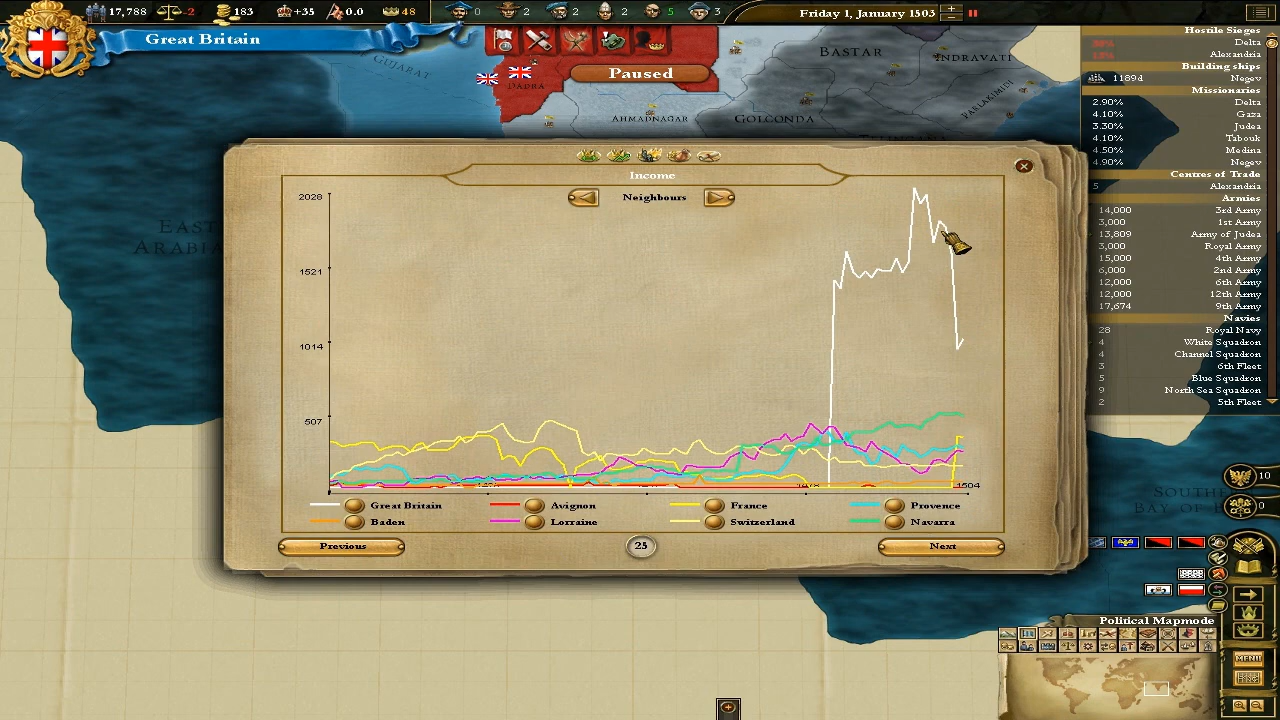 17,788
-2
183
+35
0.0
48
0
2
2
2
5
3
Friday 1, January 1503
Great Britain
GUJARAT
DADRA
Paused
BASTAR
INDRAVATI
PARLAKIMIDI
AHMADNAGAR
GOLCONDA
Hostile Sieges
Delta
Alexandria
Building ships
1189d Negev
Missionaries
2.90% Delta
4.10% Gaza
3.30% Judea
4.10% Tabouk
4.50% Medina
4.90% Negev
Centres of Trade
5 Alexandria
Armies
14,000 3rd Army
3,000 1st Army
13,809 Army of Judea
3,000 Royal Army
15,000 4th Army
6,000 2nd Army
12,000 6th Army
12,000 12th Army
17,674 9th Army
Navies
28 Royal Navy
4 White Squadron
4 Channel Squadron
3 6th Fleet
5 Blue Squadron
9 North Sea Squadron
2 5th Fleet
Income
Neighbours
2028
1521
1014
507
1504
Great Britain Avignon France Provence
Baden Lorraine Switzerland Navarra
Previous
25
Next
EAST
ARABIA
10
0
Political Mapmode
MENU